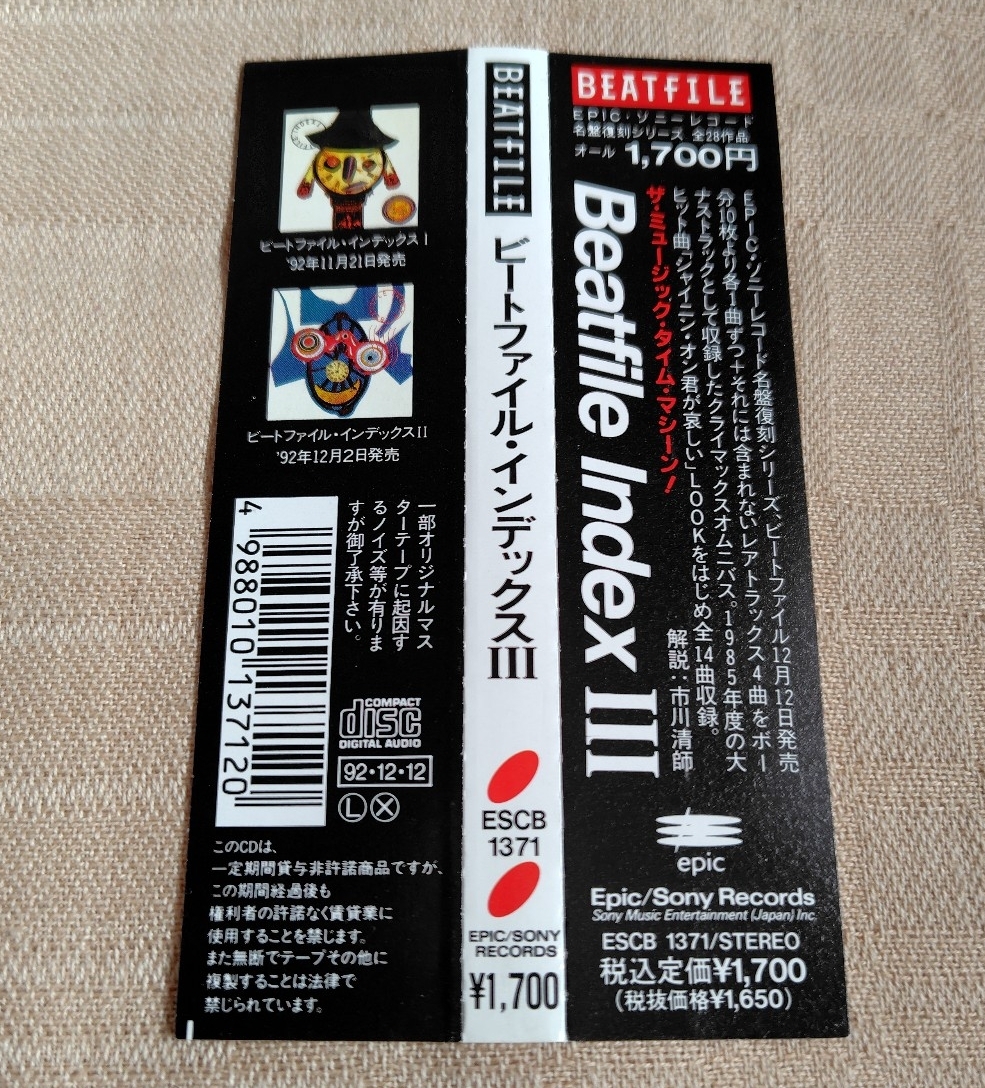 BEATFILE
EPIC・ソニーレコード
名盤復刻シリーズ 全28作品
オール 1,700円
EPIC・ソニーレコード名盤復刻シリーズ、ビートファイル12月12日発売
分10枚より各1曲ずつ+それには含まれないレアトラックス4曲をボー
ナストラックとして収録したクライマックスオムニバス。1985年度の大
ヒット曲「シャイニン・オン君が哀しい」LOOKをはじめ全14曲収録。
解説：市川清師
ザ・ミュージック・タイム・マシーン！
Beatfile Index III
epic
Epic/Sony Records
Sony Music Entertainment (Japan) Inc.
ESCB 1371/STEREO
税込定価¥1,700
(税抜価格¥1,650)
BEATFILE
ビートファイル・インデックスIII
ESCB
1371
EPIC/SONY
RECORDS
¥1,700
ビートファイル・インデックスI
'92年11月21日発売
ビートファイル・インデックスII
'92年12月2日発売
一部オリジナルマス
ターテープに起因す
るノイズ等が有りま
すが御了承下さい。
4 988010 137120
COMPACT
disc
DIGITAL AUDIO
92・12・12
L X
このCDは、
一定期間貸与非許諾商品ですが、
この期間経過後も
権利者の許諾なく賃貸業に
使用することを禁じます。
また無断でテープその他に
複製することは法律で
禁じられています。